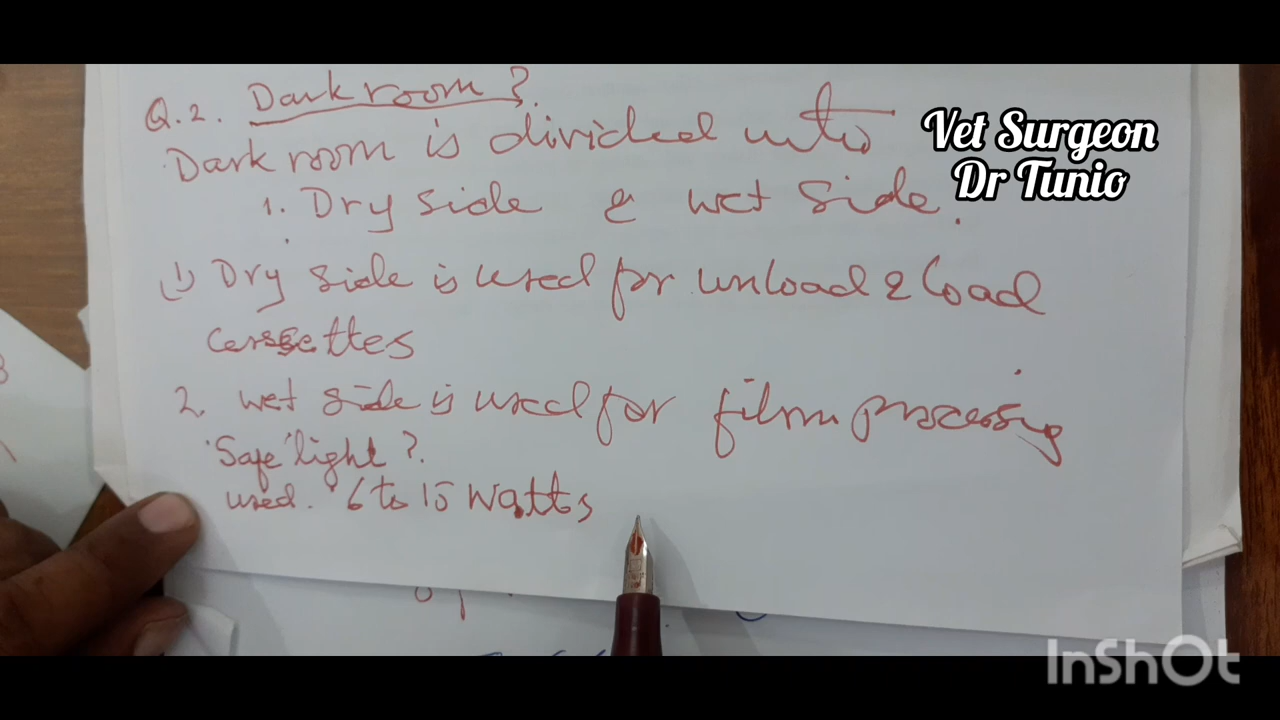 Q.2. Dark room ?.
Dark room is divided into
1. Dry side & wet side.
(1) Dry side is used for unload & load
cassettes
2. wet side is used for film processing
"Safe" light ?.
used. 6 to 15 Watts
Vet Surgeon
Dr Tunio
InShOt